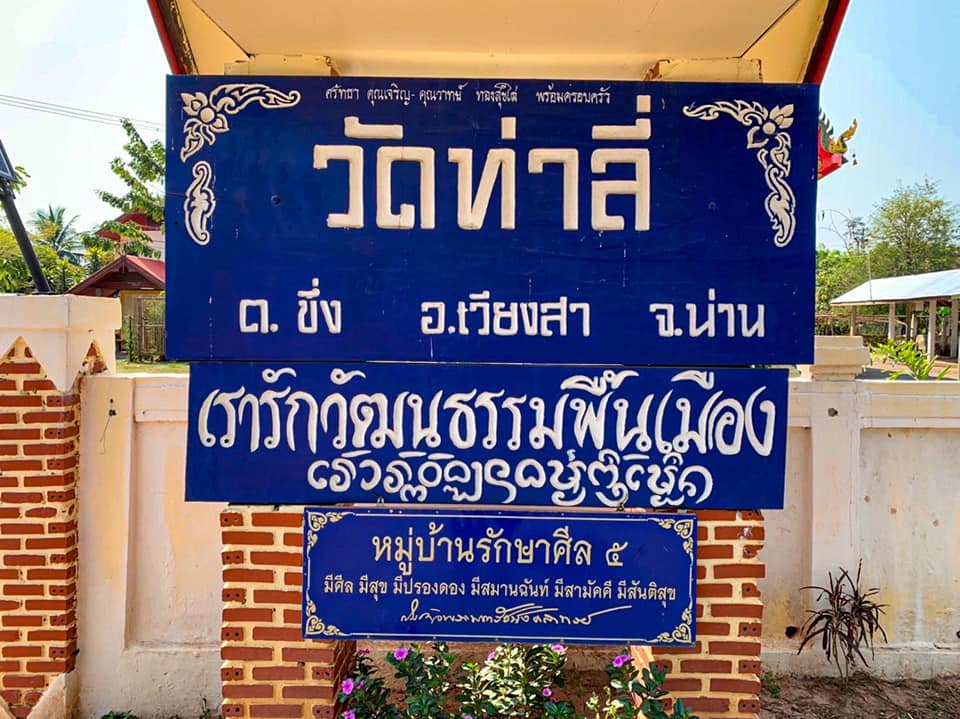 ศรัทธา คุณเจริญ - คุณราทย์ ทองสุขใส พร้อมครอบครัว
วัดท่าลี่
ต. ขึ่ง อ.เวียงสา จ.น่าน
เรารักวัฒนธรรมพื้นเมือง
หมู่บ้านรักษาศีล ๕
มีศีล มีสุข มีปรองดอง มีสมานฉันท์ มีสามัคคี มีสันติสุข